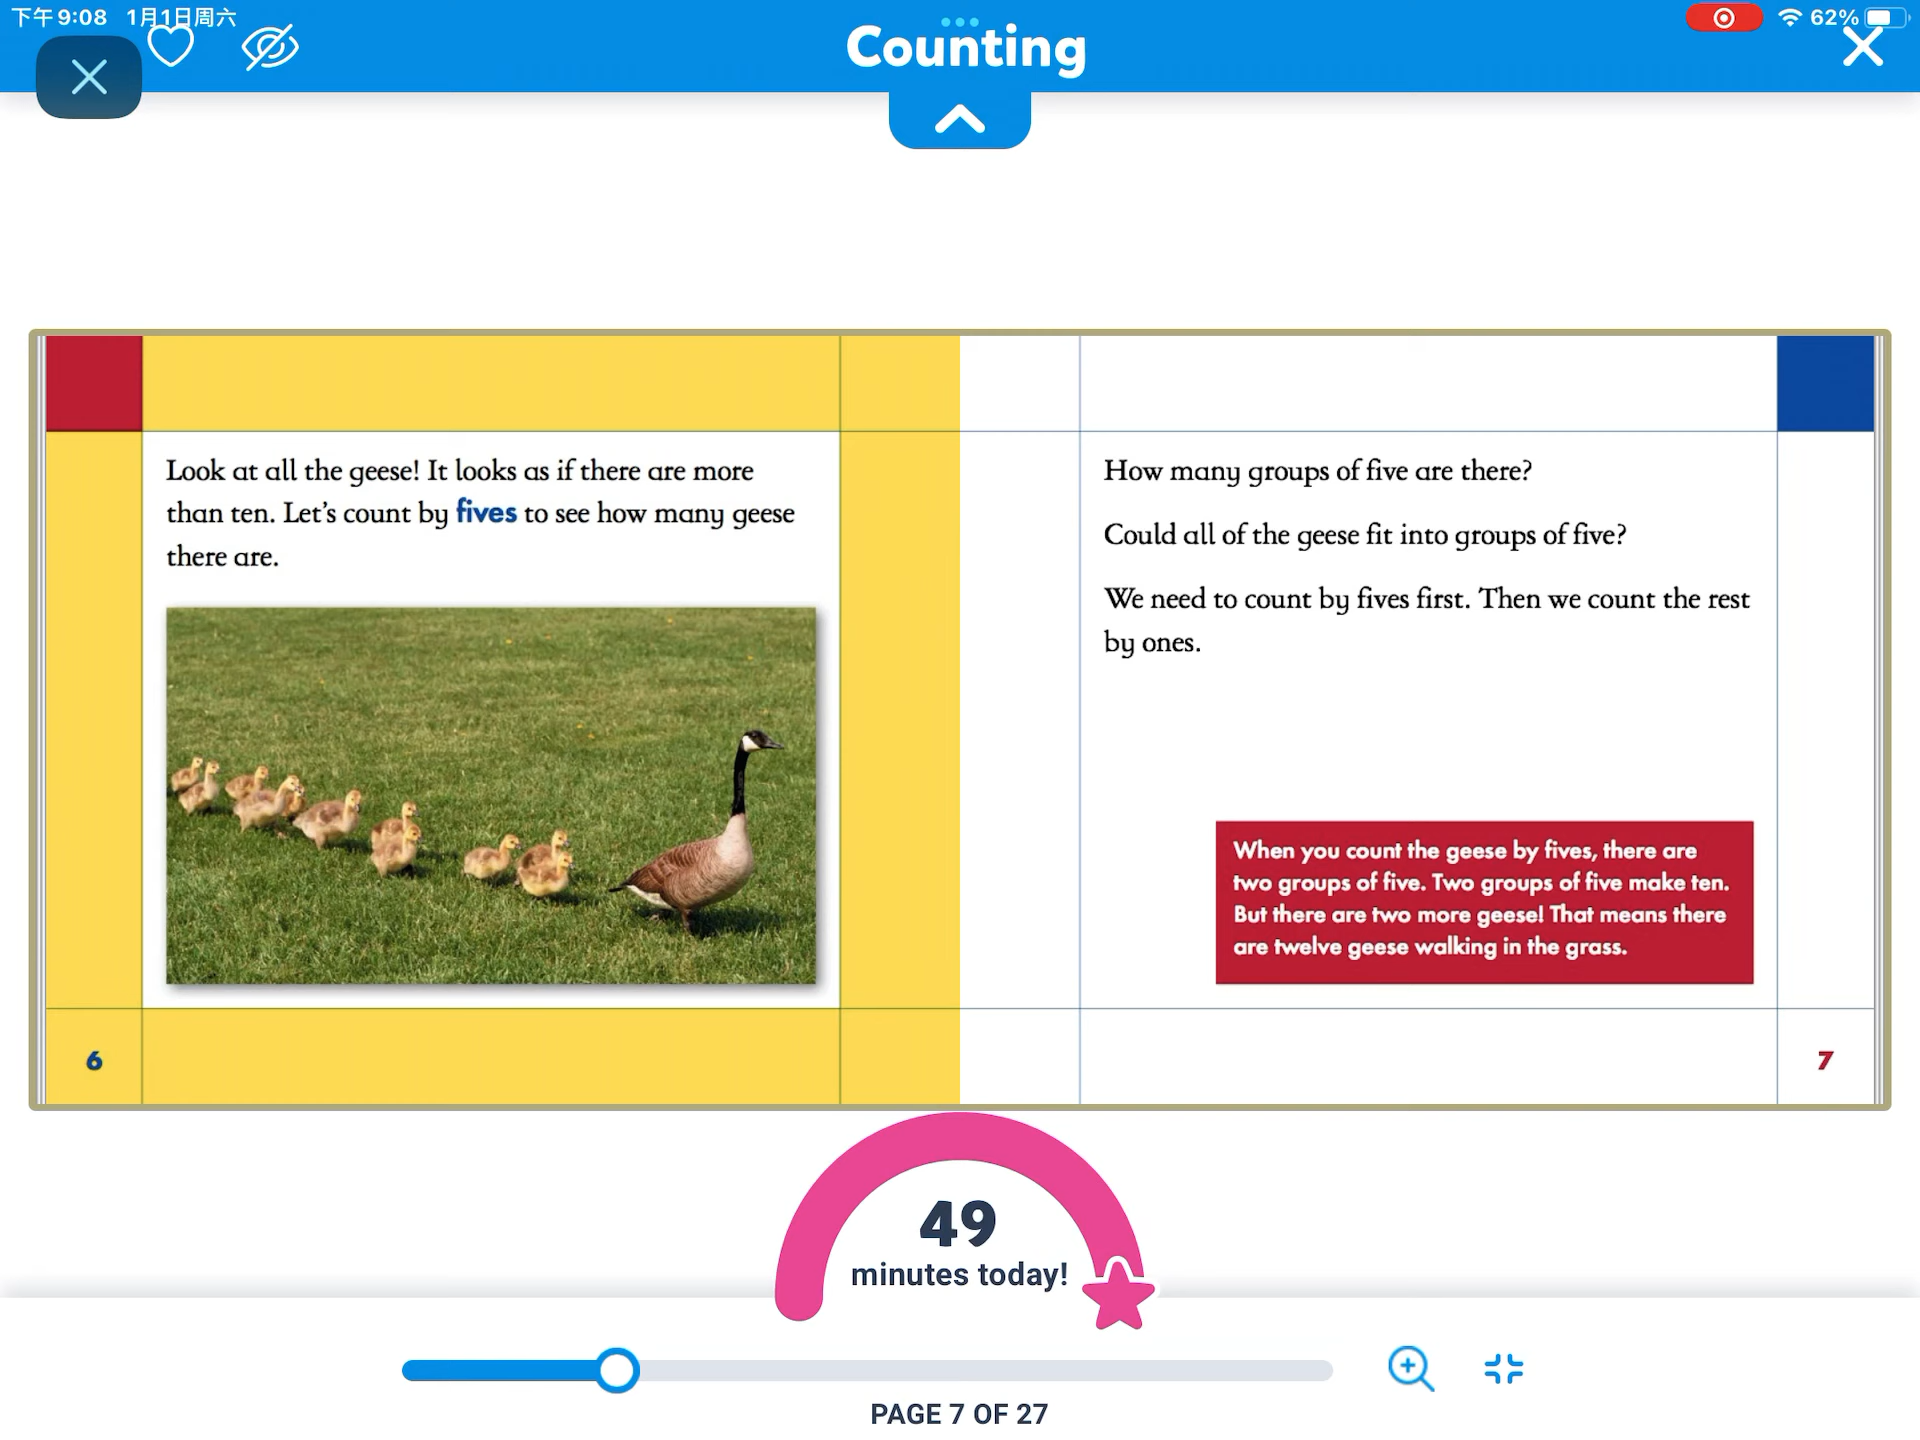 下午9:08 1月1日周六
62%
Counting
Look at all the geese! It looks as if there are more
than ten. Let's count by fives to see how many geese
there are.
6
How many groups of five are there?
Could all of the geese fit into groups of five?
We need to count by fives first. Then we count the rest
by ones.
When you count the geese by fives, there are
two groups of five. Two groups of five make ten.
But there are two more geese! That means there
are twelve geese walking in the grass.
7
49
minutes today!
PAGE 7 OF 27